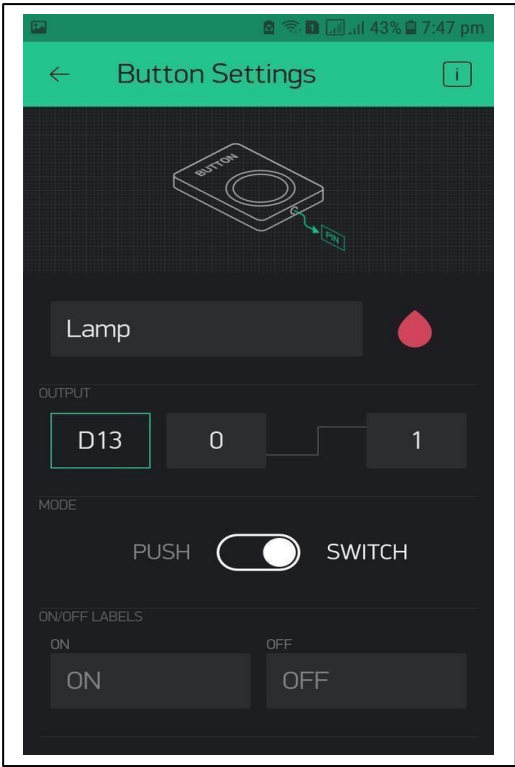 1 43% 7:47 pm
← Button Settings i
BUTTON
PIN
Lamp
OUTPUT
D13 0 1
MODE
PUSH SWITCH
ON/OFF LABELS
ON OFF
ON OFF